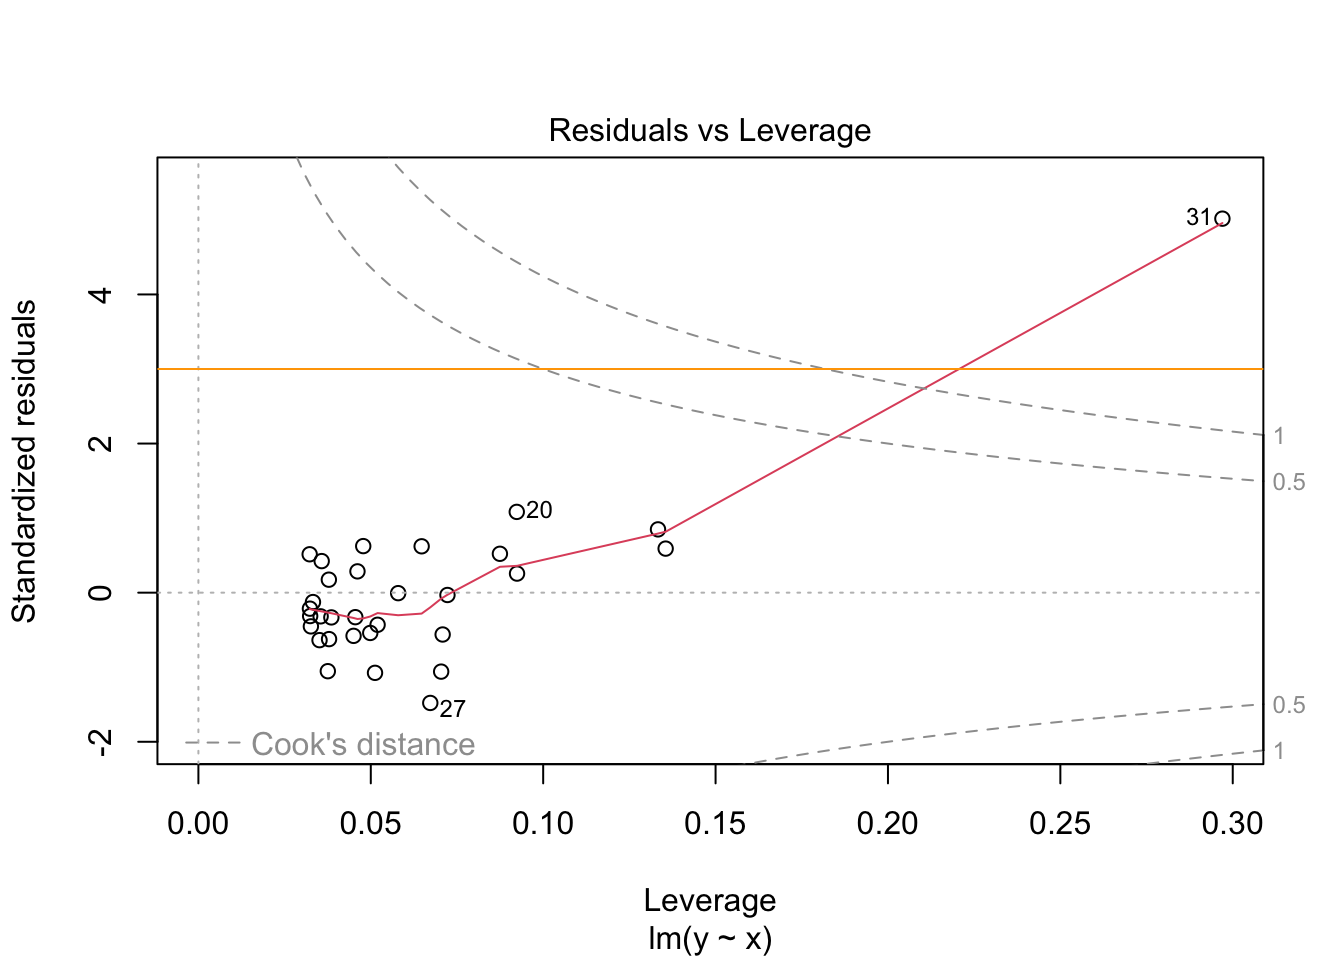 Residuals vs Leverage
Standardized residuals
4
2
0
-2
31
20
27
1
0.5
0.5
1
Cook's distance
0.00 0.05 0.10 0.15 0.20 0.25 0.30
Leverage
lm(y ~ x)